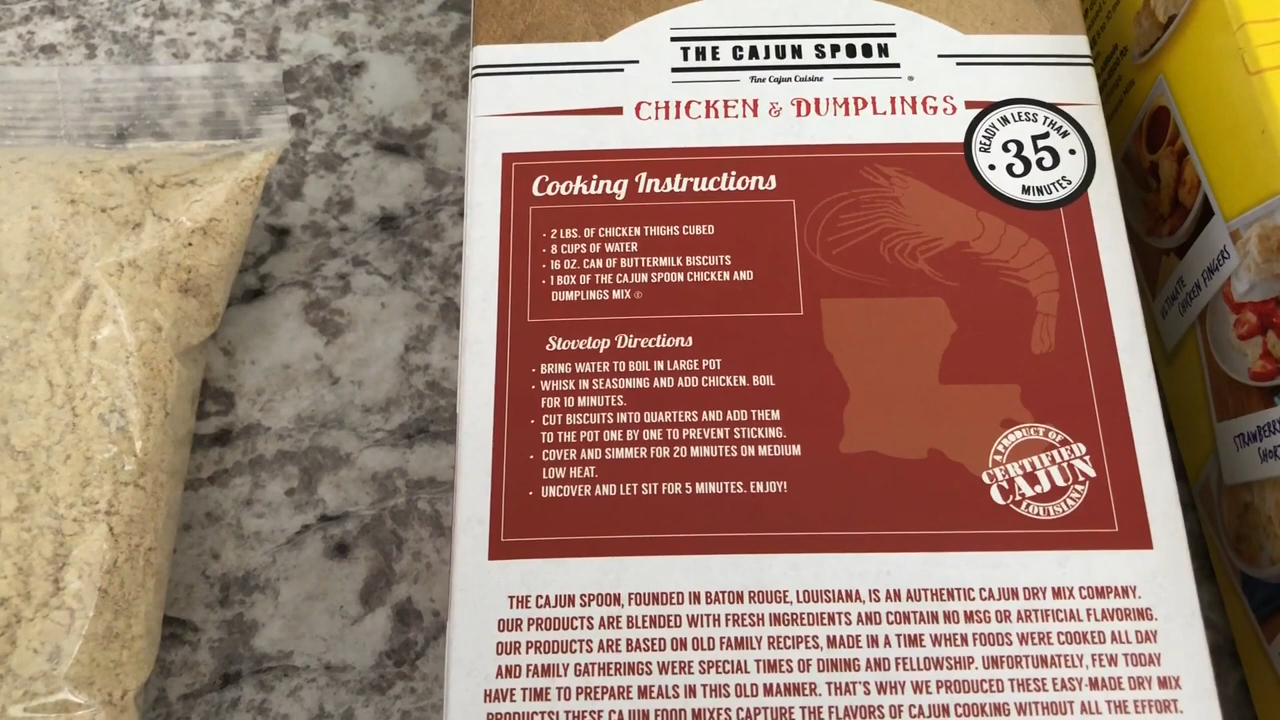 THE CAJUN SPOON
Fine Cajun Cuisine
®
CHICKEN & DUMPLINGS
READY IN LESS THAN
35
MINUTES
Cooking Instructions
• 2 LBS. OF CHICKEN THIGHS CUBED
• 8 CUPS OF WATER
• 16 OZ. CAN OF BUTTERMILK BISCUITS
• 1 BOX OF THE CAJUN SPOON CHICKEN AND
DUMPLINGS MIX
Stovetop Directions
• BRING WATER TO BOIL IN LARGE POT
• WHISK IN SEASONING AND ADD CHICKEN. BOIL
FOR 10 MINUTES.
• CUT BISCUITS INTO QUARTERS AND ADD THEM
TO THE POT ONE BY ONE TO PREVENT STICKING.
• COVER AND SIMMER FOR 20 MINUTES ON MEDIUM
LOW HEAT.
• UNCOVER AND LET SIT FOR 5 MINUTES. ENJOY!
A PRODUCT OF
CERTIFIED
CAJUN
LOUISIANA
THE CAJUN SPOON, FOUNDED IN BATON ROUGE, LOUISIANA, IS AN AUTHENTIC CAJUN DRY MIX COMPANY.
OUR PRODUCTS ARE BLENDED WITH FRESH INGREDIENTS AND CONTAIN NO MSG OR ARTIFICIAL FLAVORING.
OUR PRODUCTS ARE BASED ON OLD FAMILY RECIPES, MADE IN A TIME WHEN FOODS WERE COOKED ALL DAY
AND FAMILY GATHERINGS WERE SPECIAL TIMES OF DINING AND FELLOWSHIP. UNFORTUNATELY, FEW TODAY
HAVE TIME TO PREPARE MEALS IN THIS OLD MANNER. THAT'S WHY WE PRODUCED THESE EASY-MADE DRY MIX
PRODUCTS! THESE CAJUN FOOD MIXES CAPTURE THE FLAVORS OF CAJUN COOKING WITHOUT ALL THE EFFORT.
ULTIMATE
CHICKEN FINGERS
STRAWBERRY